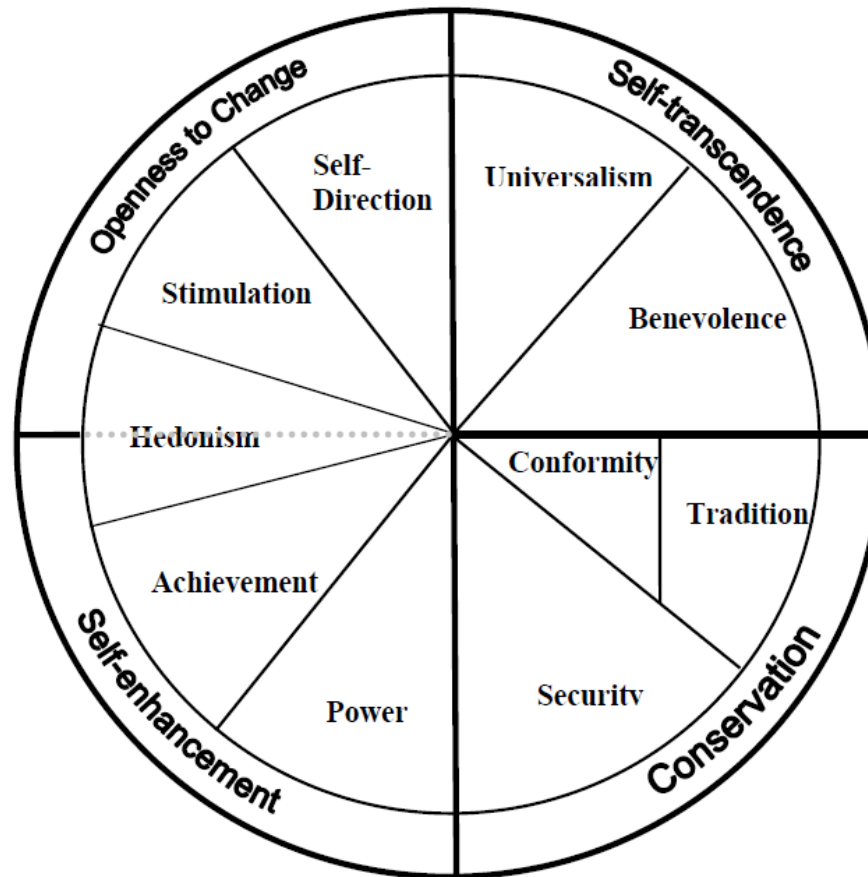 Openness to Change
Self-transcendence
Self-
Direction
Universalism
Stimulation
Benevolence
Hedonism
Conformity
Tradition
Achievement
Security
Power
Self-enhancement
Conservation